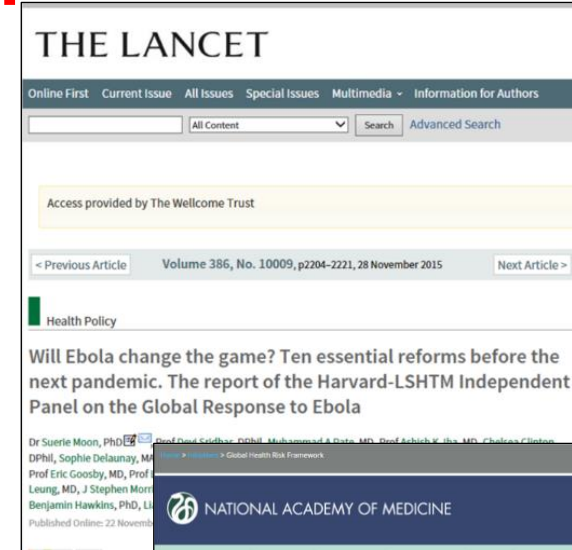 THE LANCET
Online First Current Issue All Issues Special Issues Multimedia Information for Authors
All Content Search Advanced Search
Access provided by The Wellcome Trust
< Previous Article Volume 386, No. 10009, p2204–2221, 28 November 2015 Next Article >
Health Policy
Will Ebola change the game? Ten essential reforms before the
next pandemic. The report of the Harvard-LSHTM Independent
Panel on the Global Response to Ebola
Dr Suerie Moon, PhD Prof Devi Sridhar, DPhil, Muhammad A Pate, MD, Prof Ashish K Jha, MD, Chelsea Clinton,
DPhil, Sophie Delaunay,
> Global Health Risk Framework
Prof Eric Goosby, MD, Prof
Leung, MD, J Stephen
Benjamin Hawkins, PhD,
NATIONAL ACADEMY OF MEDICINE
Published Online: 22